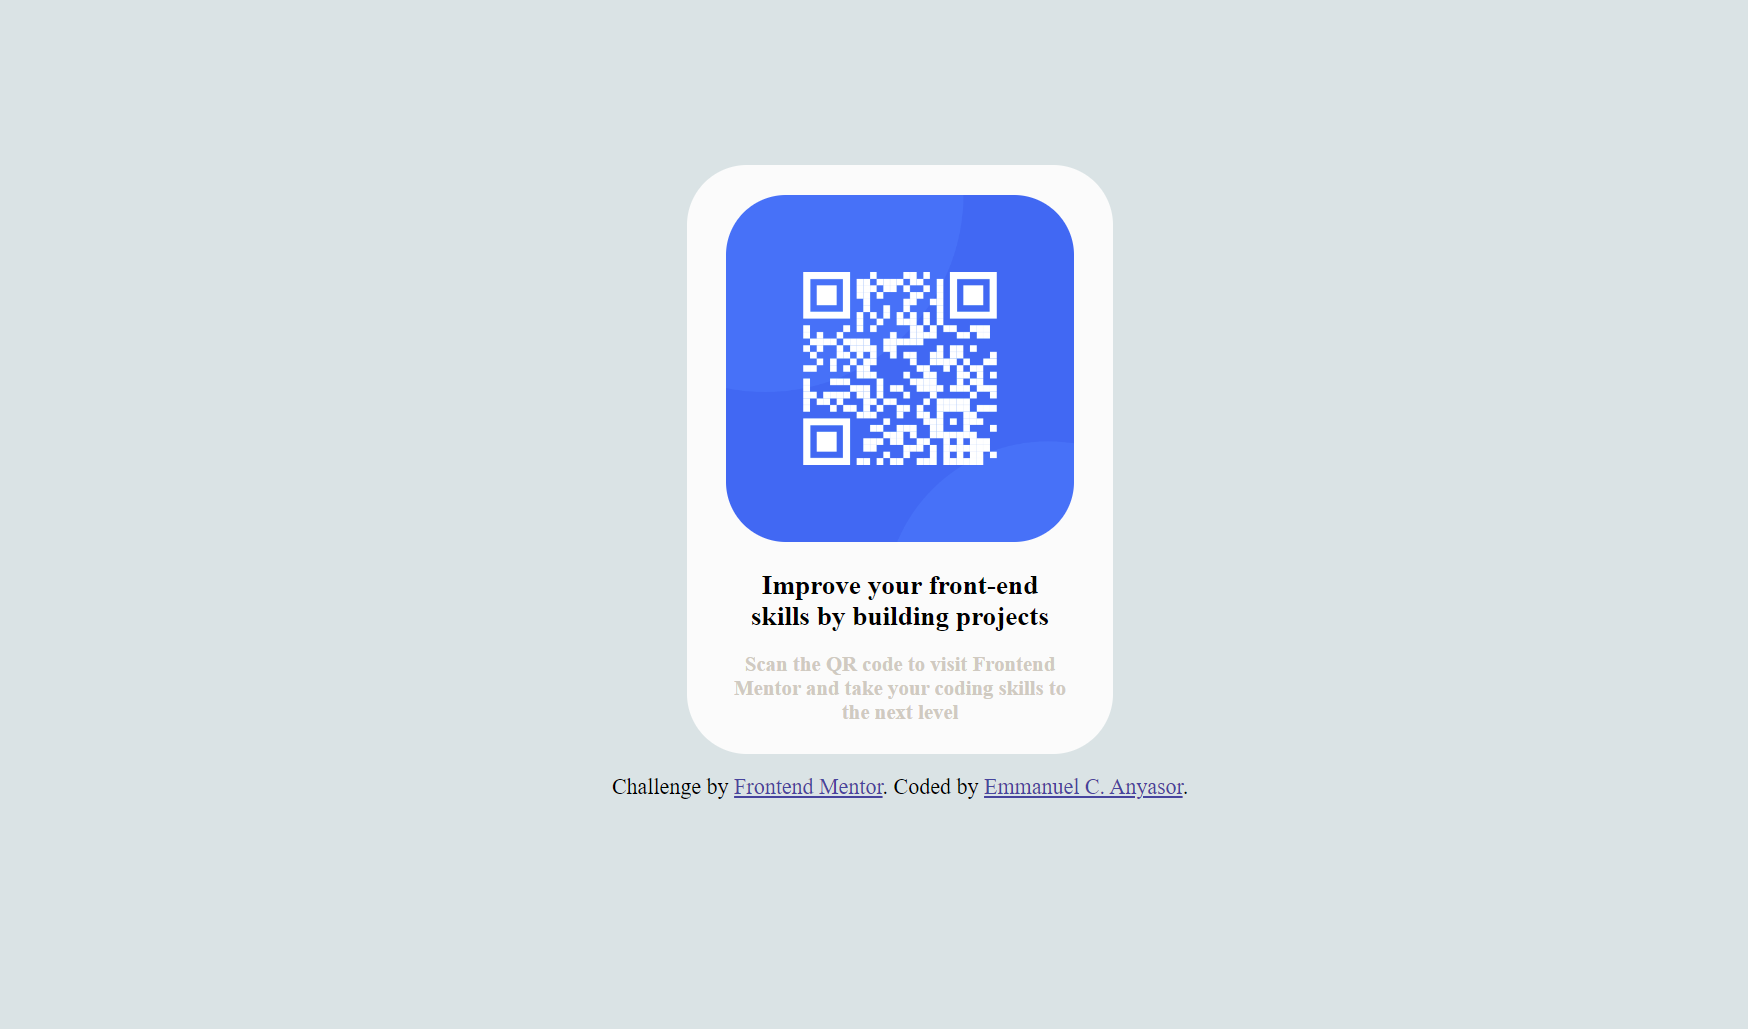 Improve your front-end
skills by building projects
Scan the QR code to visit Frontend
Mentor and take your coding skills to
the next level
Challenge by Frontend Mentor. Coded by Emmanuel C. Anyasor.